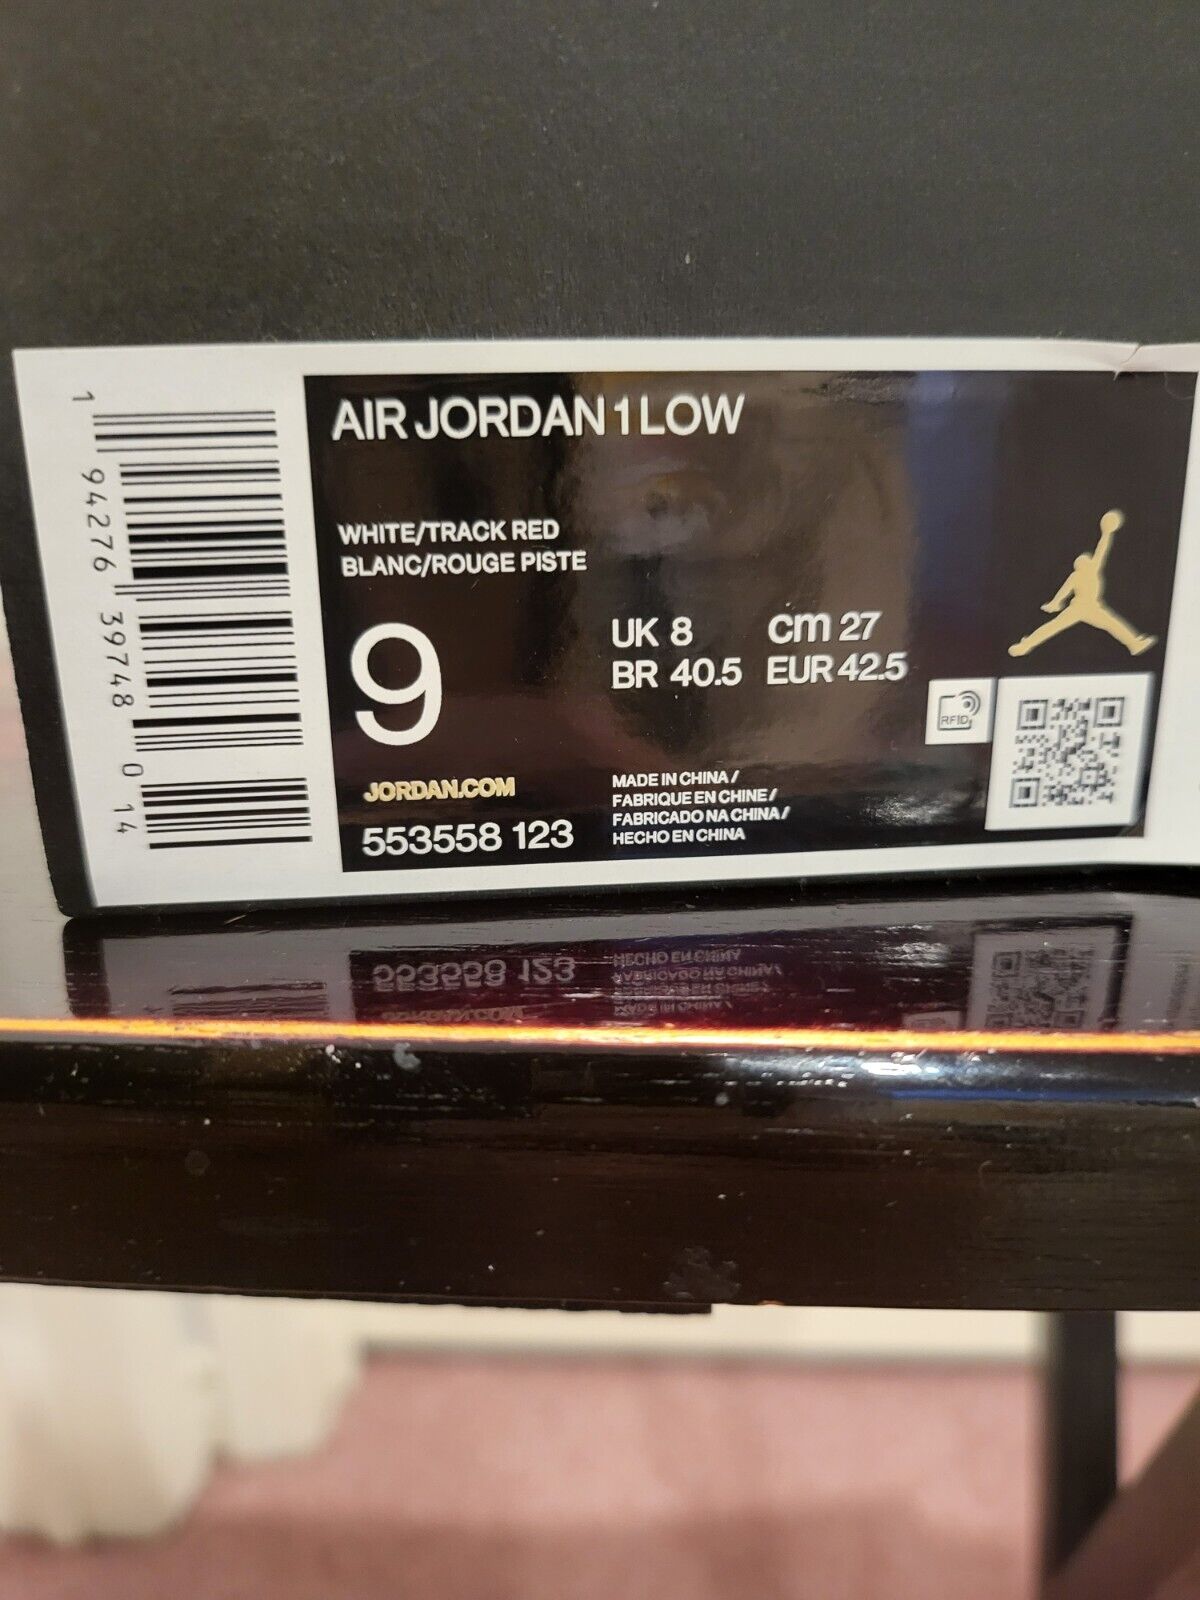 AIR JORDAN 1 LOW
WHITE/TRACK RED
BLANC/ROUGE PISTE
9
UK 8 cm 27
BR 40.5 EUR 42.5
RFID
JORDAN.COM
553558 123
MADE IN CHINA /
FABRIQUE EN CHINE /
FABRICADO NA CHINA /
HECHO EN CHINA
1 94276 39748 0 14